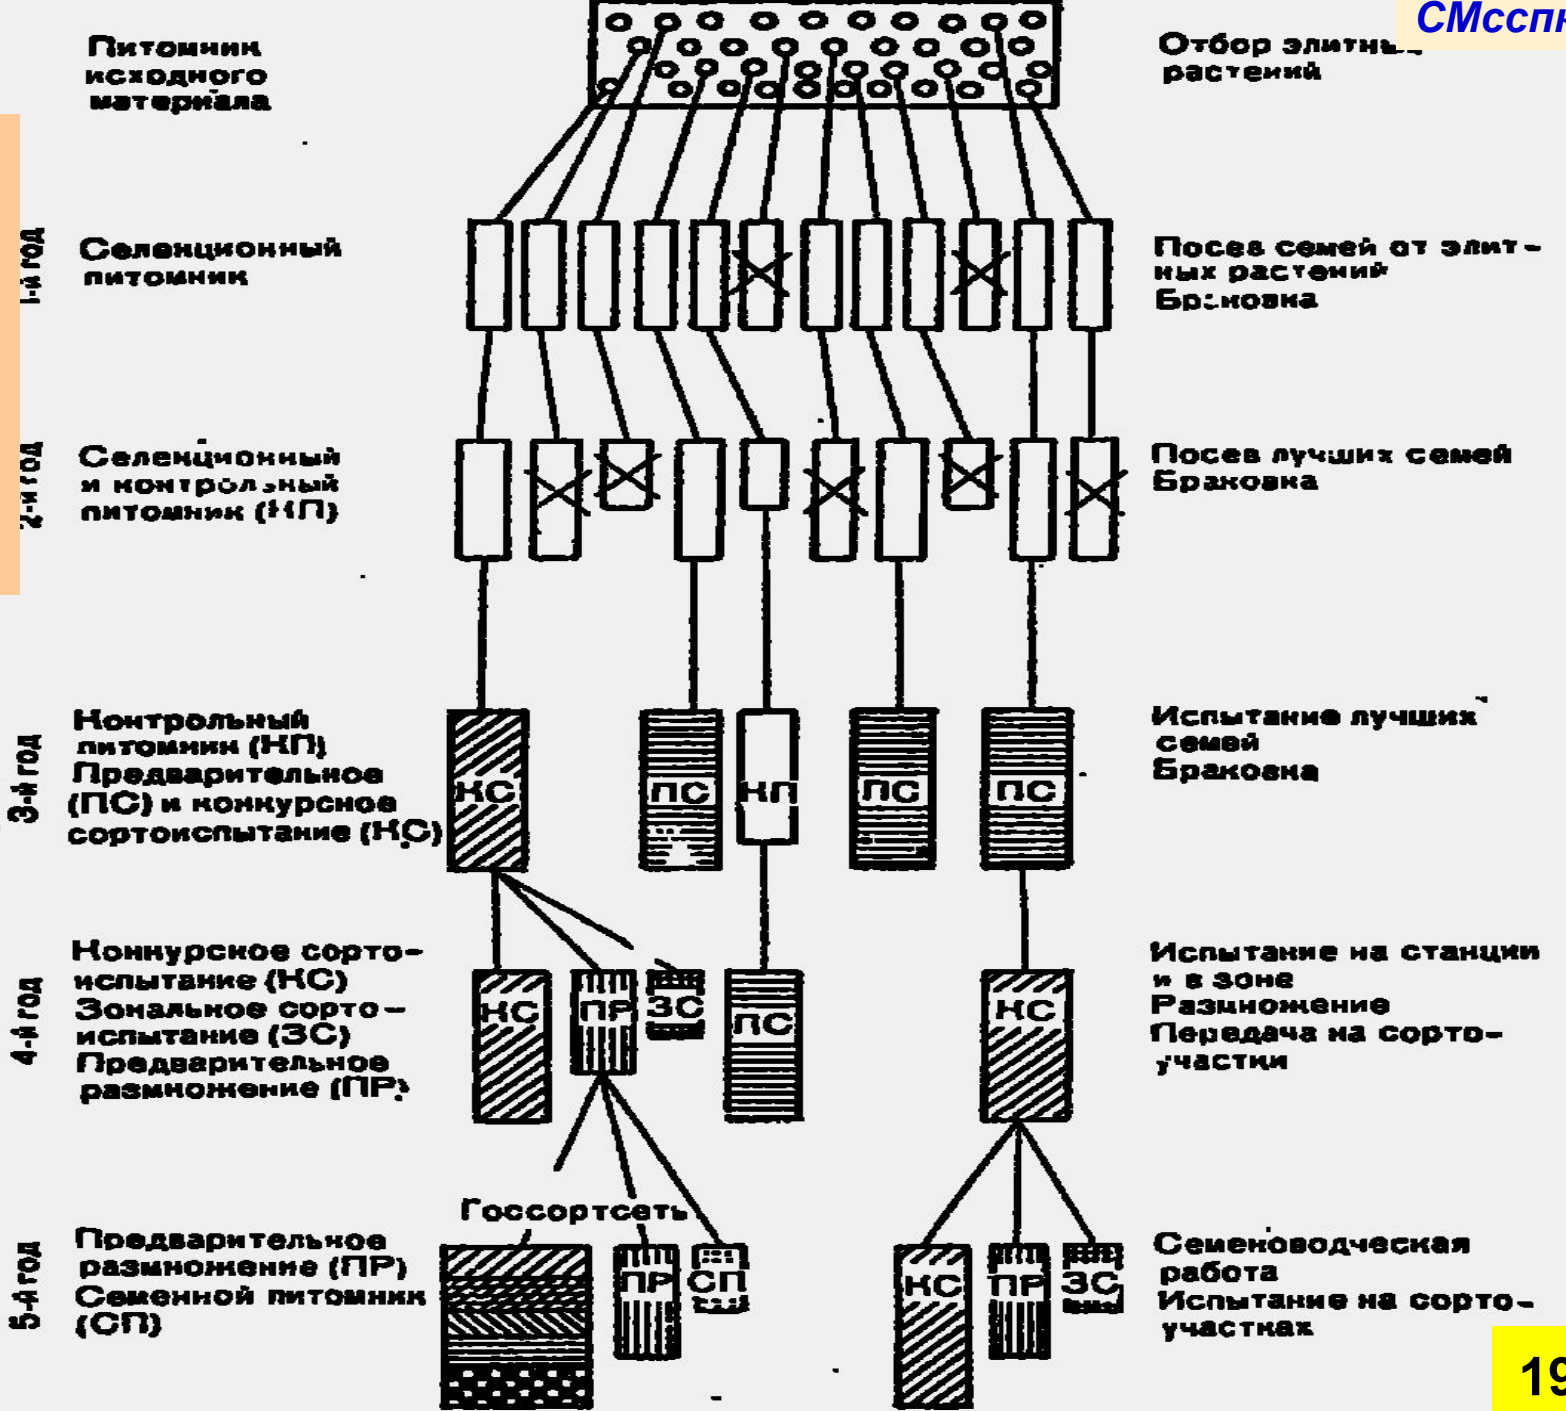 СМсспн
Питомник
исходного
материала
Отбор элитных
растений
1-й год
Селекционный
питомник
Посев семей от элит-
ных растений
Браковка
2-й год
Селекционный
и контрольный
питомник (КП)
Посев лучших семей
Браковка
3-й год
Контрольный
питомник (КП)
Предварительное
(ПС) и конкурсное
сортоиспытание (КС)
КС
ПС
КП
ПС
ПС
Испытание лучших
семей
Браковка
4-й год
Конкурсное сорто-
испытание (КС)
Зональное сорто-
испытание (ЗС)
Предварительное
размножение (ПР)
КС
ПР
ЗС
ПС
КС
Испытание на станции
и в зоне
Размножение
Передача на сорто-
участки
5-й год
Предварительное
размножение (ПР)
Семенной питомник
(СП)
Госсортсеть
ПР
СП
КС
ПР
ЗС
Семеноводческая
работа
Испытание на сорто-
участках
19